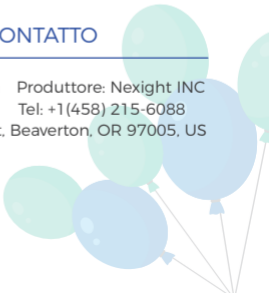 ONTATTO
Produttore: Nexight INC
Tel: +1(458) 215-6088
, Beaverton, OR 97005, US